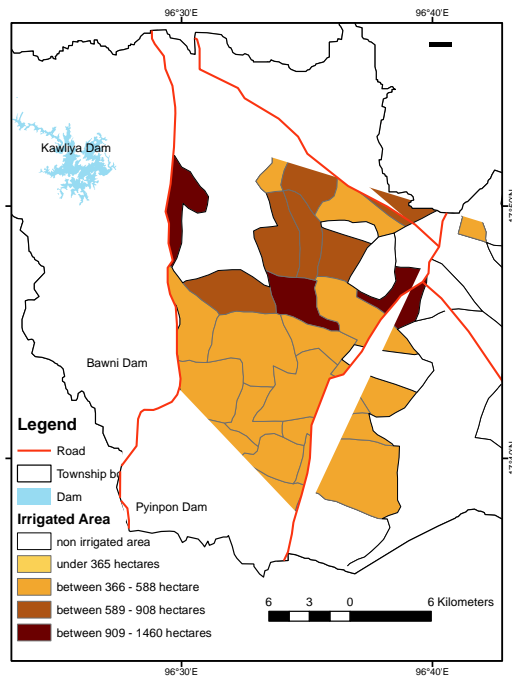 96°30'E 96°40'E
Kawliya Dam
Bawni Dam
Legend
Road
Township bo
Dam
Pyinpon Dam
Irrigated Area
non irrigated area
under 365 hectares
between 366 - 588 hectare
between 589 - 908 hectares
between 909 - 1460 hectares
6 3 0 6 Kilometers
96°30'E 96°40'E